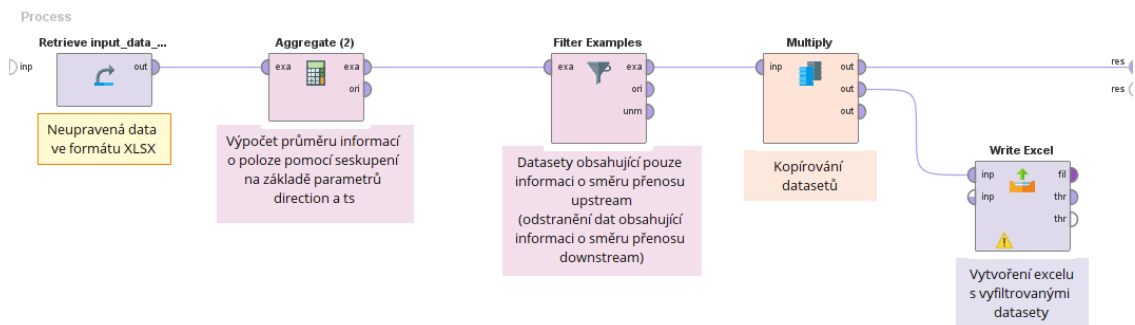 Process
Retrieve input_data_...
inp
out
Neupravená data
ve formátu XLSX
Aggregate (2)
exa
exa
ori
Výpočet průměru informací
o poloze pomocí seskupení
na základě parametrů
direction a ts
Filter Examples
exa
exa
ori
unm
Datasety obsahující pouze
informaci o směru přenosu
upstream
(odstranění dat obsahující
informaci o směru přenosu
downstream)
Multiply
inp
out
out
out
Kopírování
datasetů
Write Excel
inp
fil
inp
thr
thr
Vytvoření excelu
s vyfiltrovanými
datasety
res
res